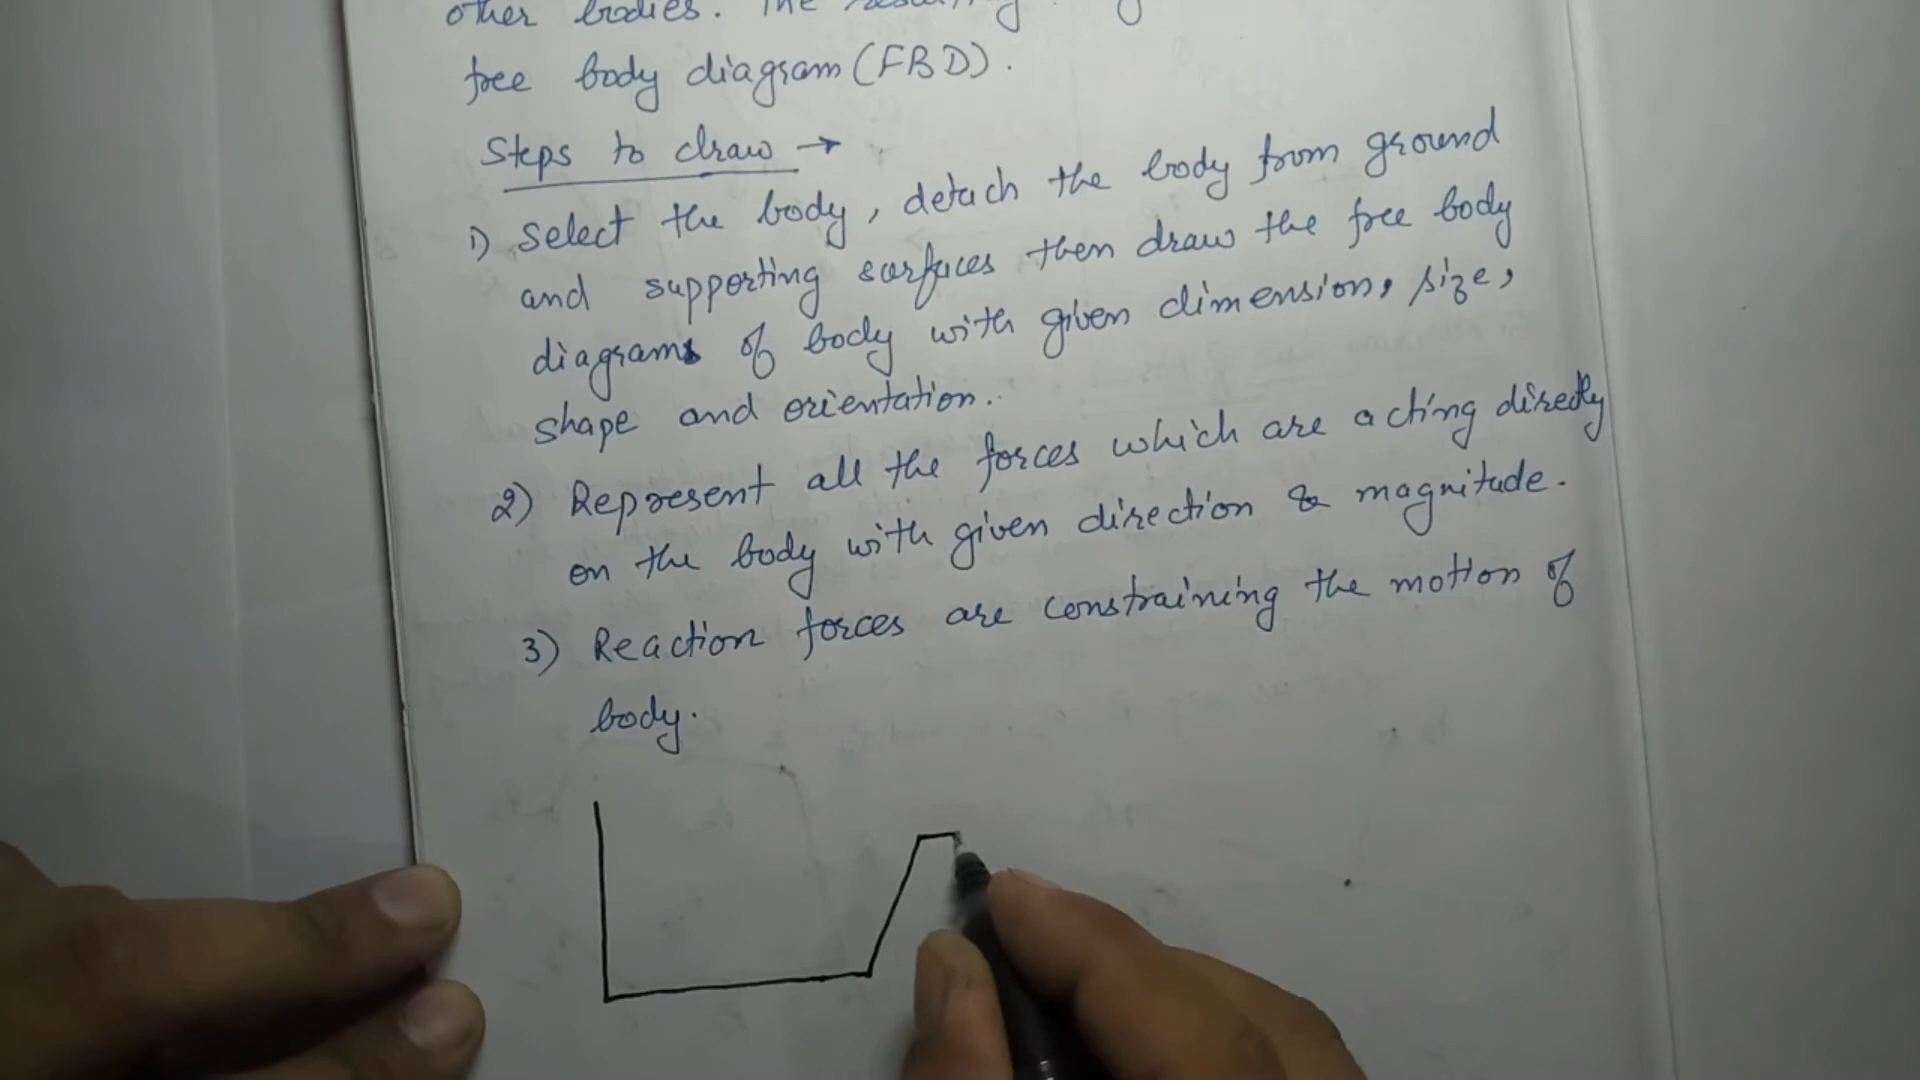 other bodies. The
free body diagram (FBD).
Steps to draw →
1) Select the body, detach the body from ground
and supporting surfaces then draw the free body
diagrams of body with given dimension, size,
shape and orientation.
2) Represent all the forces which are acting directly
on the body with given direction & magnitude.
3) Reaction forces are constraining the motion of
body.